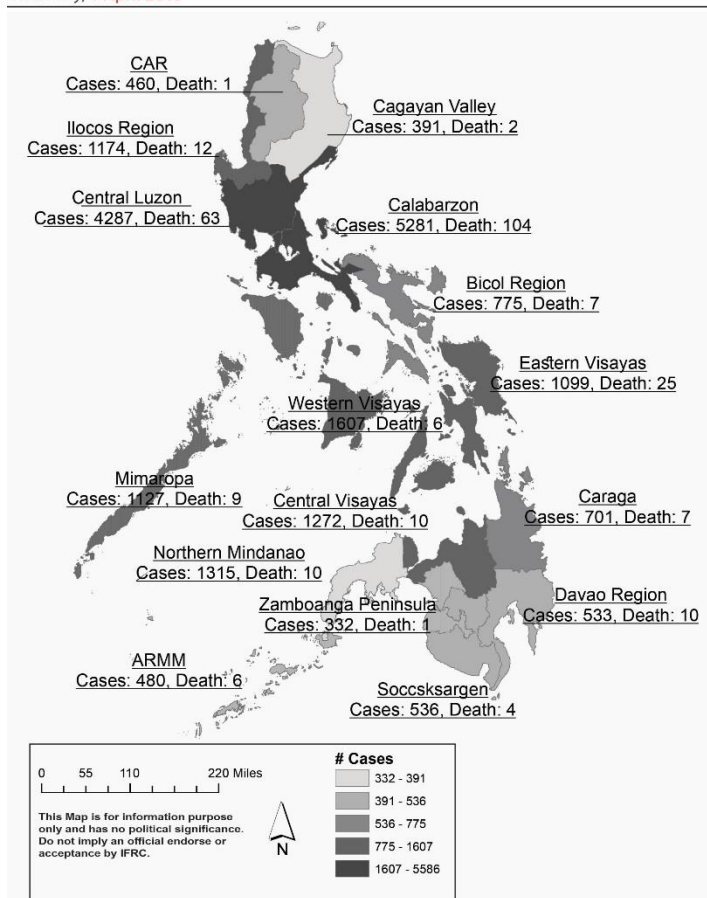 CAR
Cases: 460, Death: 1
Cagayan Valley
Cases: 391, Death: 2
Ilocos Region
Cases: 1174, Death: 12
Central Luzon
Cases: 4287, Death: 63
Calabarzon
Cases: 5281, Death: 104
Bicol Region
Cases: 775, Death: 7
Eastern Visayas
Cases: 1099, Death: 25
Western Visayas
Cases: 1607, Death: 6
Mimaropa
Cases: 1127, Death: 9
Central Visayas
Cases: 1272, Death: 10
Caraga
Cases: 701, Death: 7
Northern Mindanao
Cases: 1315, Death: 10
Zamboanga Peninsula
Cases: 332, Death: 1
Davao Region
Cases: 533, Death: 10
ARMM
Cases: 480, Death: 6
Soccsksargen
Cases: 536, Death: 4
0 55 110 220 Miles
This Map is for information purpose
only and has no political significance.
Do not imply an official endorse or
acceptance by IFRC.
N
# Cases
332 - 391
391 - 536
536 - 775
775 - 1607
1607 - 5586